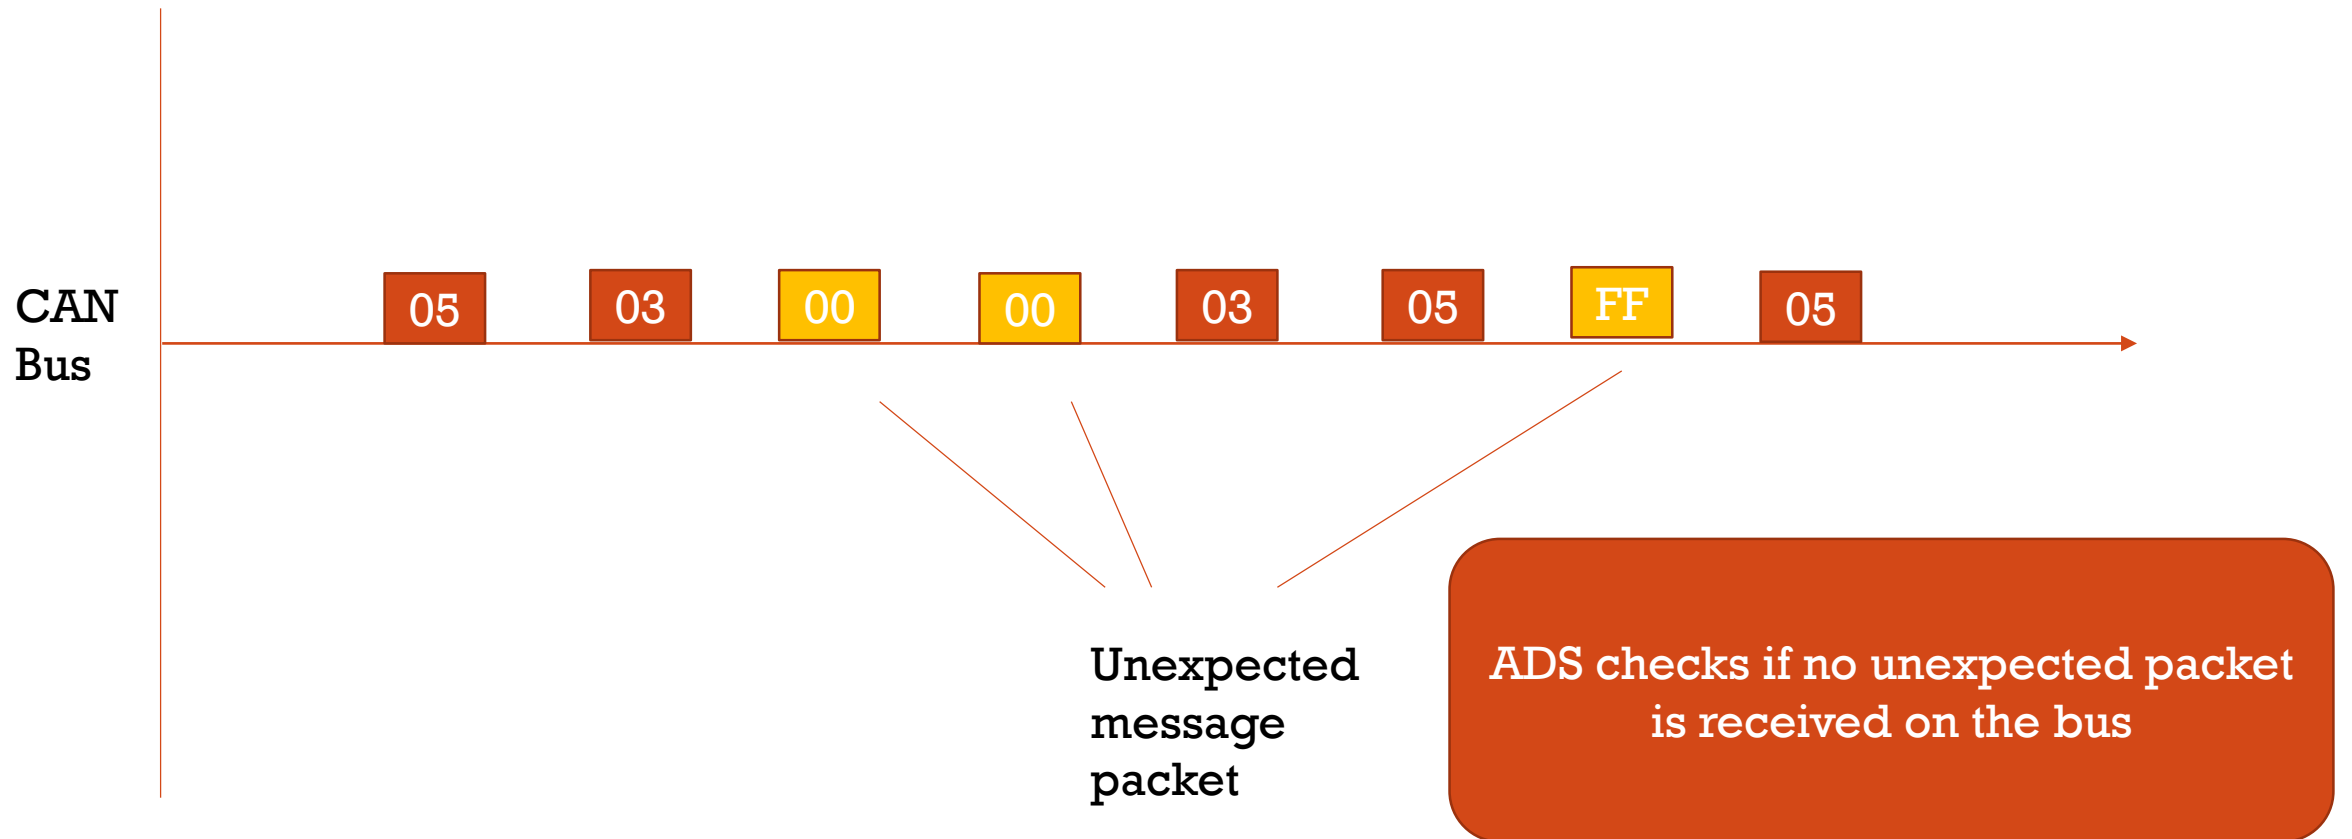 CAN
Bus
05
03
00
00
03
05
FF
05
Unexpected
message
packet
ADS checks if no unexpected packet
is received on the bus